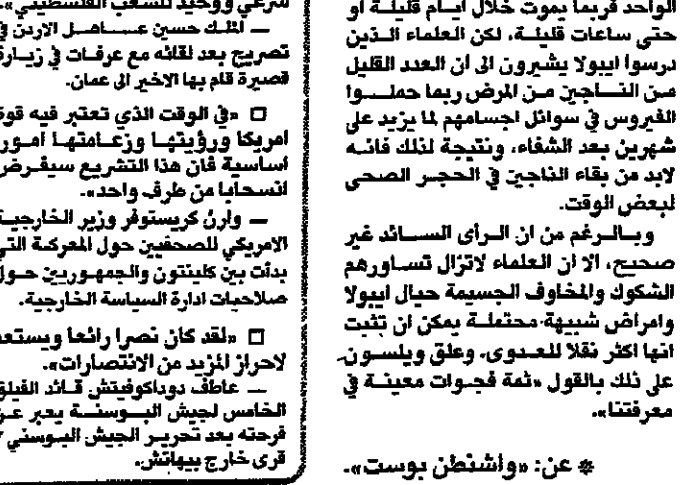 الواحد فربما يموت خلال ايام قليلة او
حتى ساعات قليلة، لكن العلماء الذين
درسوا ايبولا يشيرون الى ان العدد القليل
من الناجين من المرض ربما حملوا
الفيروس في سوائل اجسامهم لما يزيد على
شهرين بعد الشفاء، ونتيجة لذلك فانه
لابد من بقاء الناجين في الحجر الصحي
لبعض الوقت.
وبالرغم من ان الرأى السائد غير
صحيح، الا ان العلماء لاتزال تساورهم
الشكوك والمخاوف الجسيمة حيال ايبولا
وامراض شبيهة محتملة يمكن ان تثبت
انها اكثر نقلا للعدوى، وعلق ويلسون
على ذلك بالقول «ثمة فجوات معينة في
معرفتنا».
* عن: «واشنطن بوست».
شرعي ووحيد للشعب الفلسطيني».
— الملك حسين عاهل الاردن في
تصريح بعد لقائه مع عرفات في زيارة
قصيرة قام بها الاخير الى عمان.
□ «في الوقت الذي تعتبر فيه قوة
امريكا ورؤيتها وزعامتها امور
اساسية فان هذا التشريع سيفرض
انسحابا من طرف واحد».
— وارن كريستوفر وزير الخارجية
الامريكي للصحفيين حول المعركة التي
بدأت بين كلينتون والجمهوريين حول
صلاحيات ادارة السياسة الخارجية.
□ «لقد كان نصرا رائعا ويستعد
لاحراز المزيد من الانتصارات».
— عاطف دوداكوفيتش قائد الفيلق
الخامس لجيش البوسنة يعبر عن
فرحته بعد تحرير الجيش البوسني
قرى خارج بيهاتش.